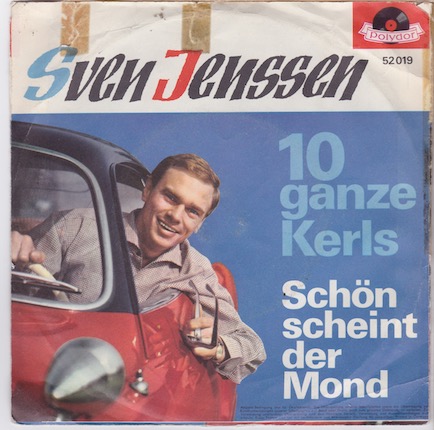 Sven Jenssen
Polydor
52 019
10
ganze
Kerls
Schön
scheint
der
Mond